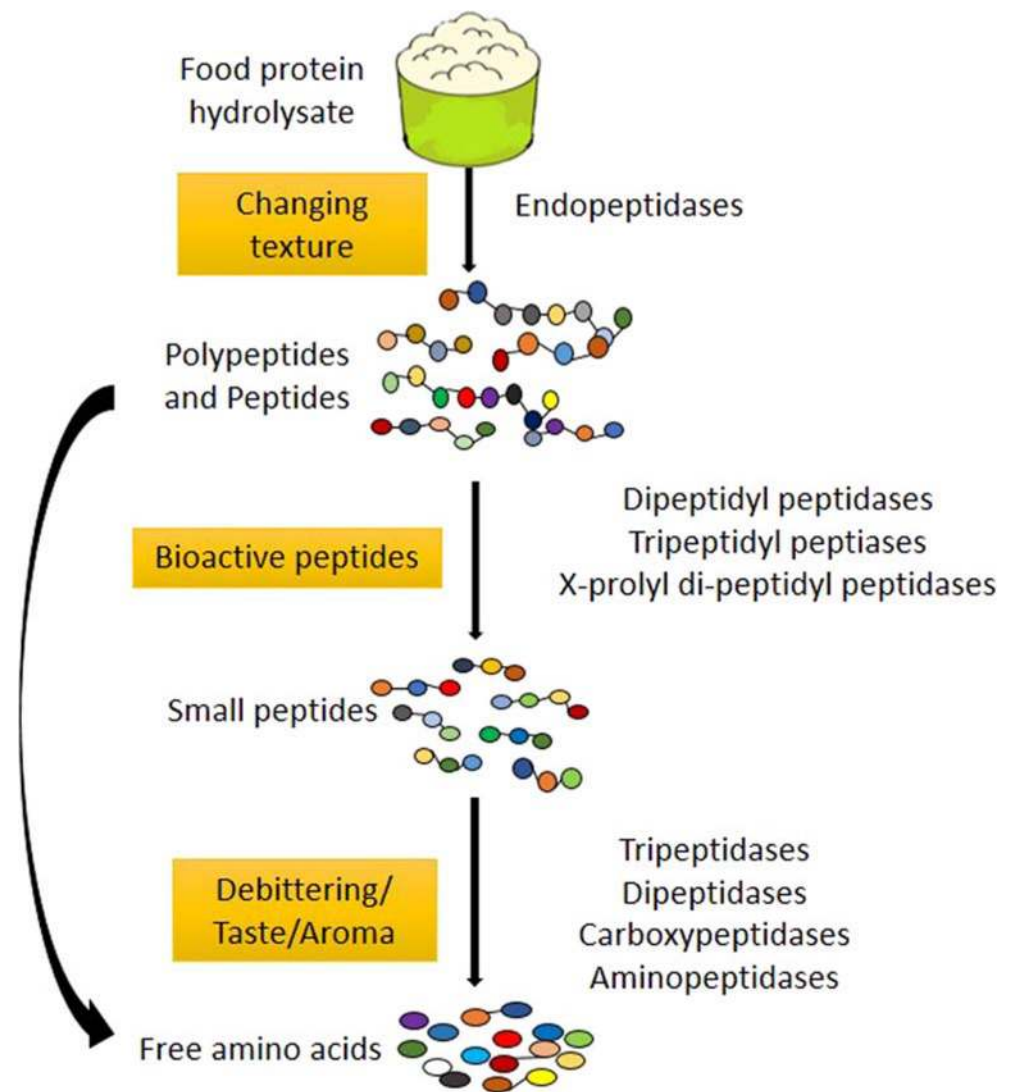 Food protein
hydrolysate
Changing
texture
Endopeptidases
Polypeptides
and Peptides
Dipeptidyl peptidases
Tripeptidyl peptiases
X-prolyl di-peptidyl peptidases
Bioactive peptides
Small peptides
Tripeptidases
Dipeptidases
Carboxypeptidases
Aminopeptidases
Debittering/
Taste/Aroma
Free amino acids